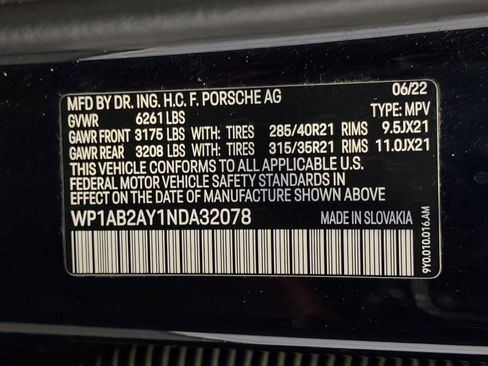 MFD BY DR. ING. H.C. F. PORSCHE AG 06/22
GVWR 6261 LBS TYPE: MPV
GAWR FRONT 3175 LBS WITH: TIRES 285/40R21 RIMS 9.5JX21
GAWR REAR 3208 LBS WITH: TIRES 315/35R21 RIMS 11.0JX21
THIS VEHICLE CONFORMS TO ALL APPLICABLE U.S.
FEDERAL MOTOR VEHICLE SAFETY STANDARDS IN
EFFECT ON THE DATE OF MANUFACTURE SHOWN ABOVE
WP1AB2AY1NDA32078 MADE IN SLOVAKIA
9Y0.010.016.AM